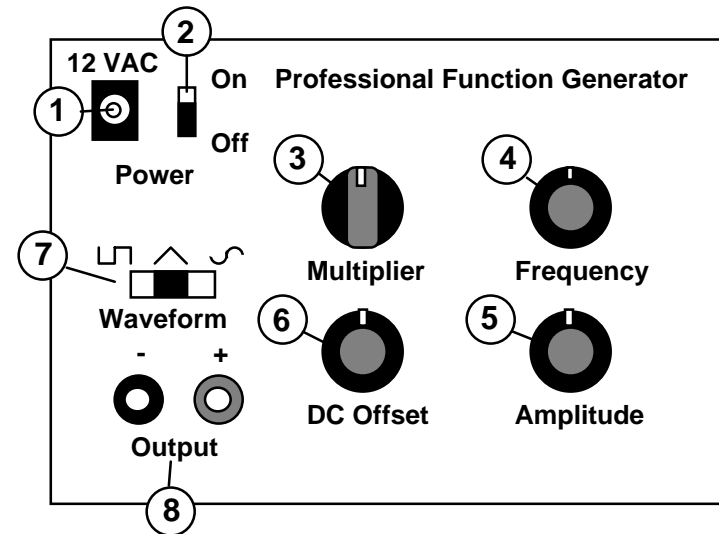 2
12 VAC
On
Professional Function Generator
1
Off
Power
3
4
7
Multiplier
Frequency
Waveform
6
5
- +
DC Offset
Amplitude
Output
8